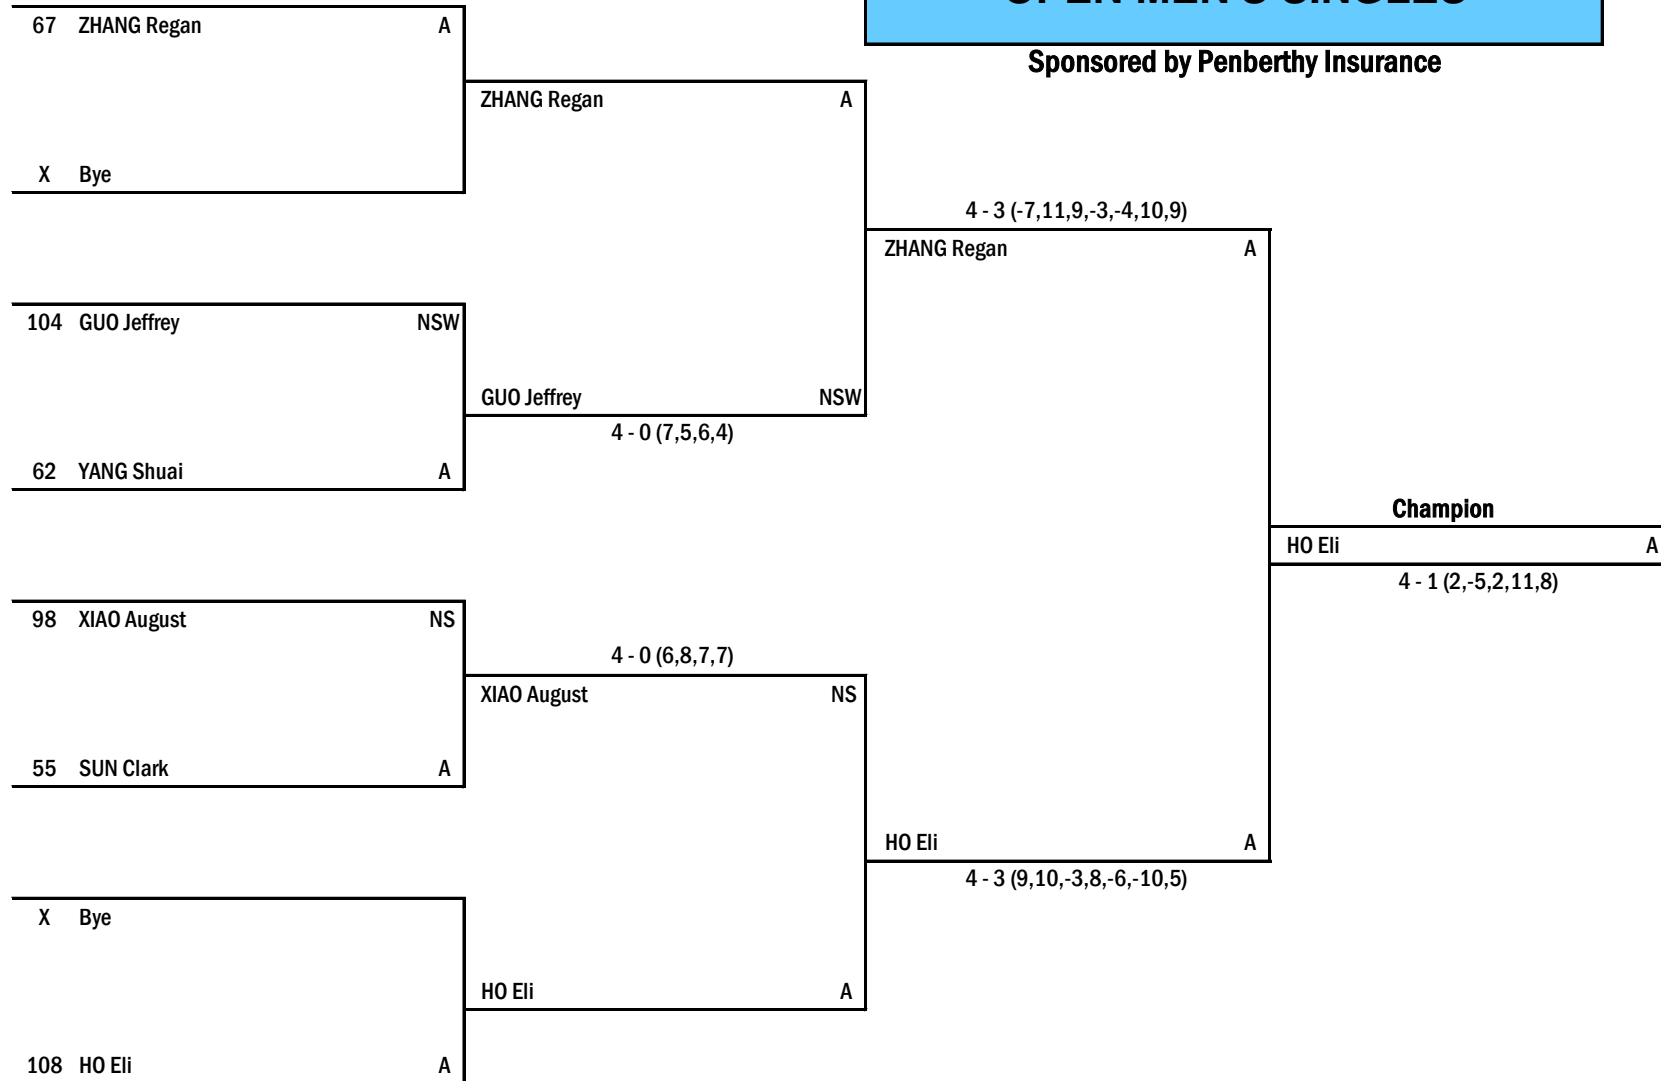 67 ZHANG Regan A
Sponsored by Penberthy Insurance
ZHANG Regan A
X Bye
4 - 3 (-7,11,9,-3,-4,10,9)
ZHANG Regan A
104 GUO Jeffrey NSW
GUO Jeffrey NSW
4 - 0 (7,5,6,4)
62 YANG Shuai A
Champion
HO Eli A
4 - 1 (2,-5,2,11,8)
98 XIAO August NS
4 - 0 (6,8,7,7)
XIAO August NS
55 SUN Clark A
HO Eli A
4 - 3 (9,10,-3,8,-6,-10,5)
X Bye
HO Eli A
108 HO Eli A